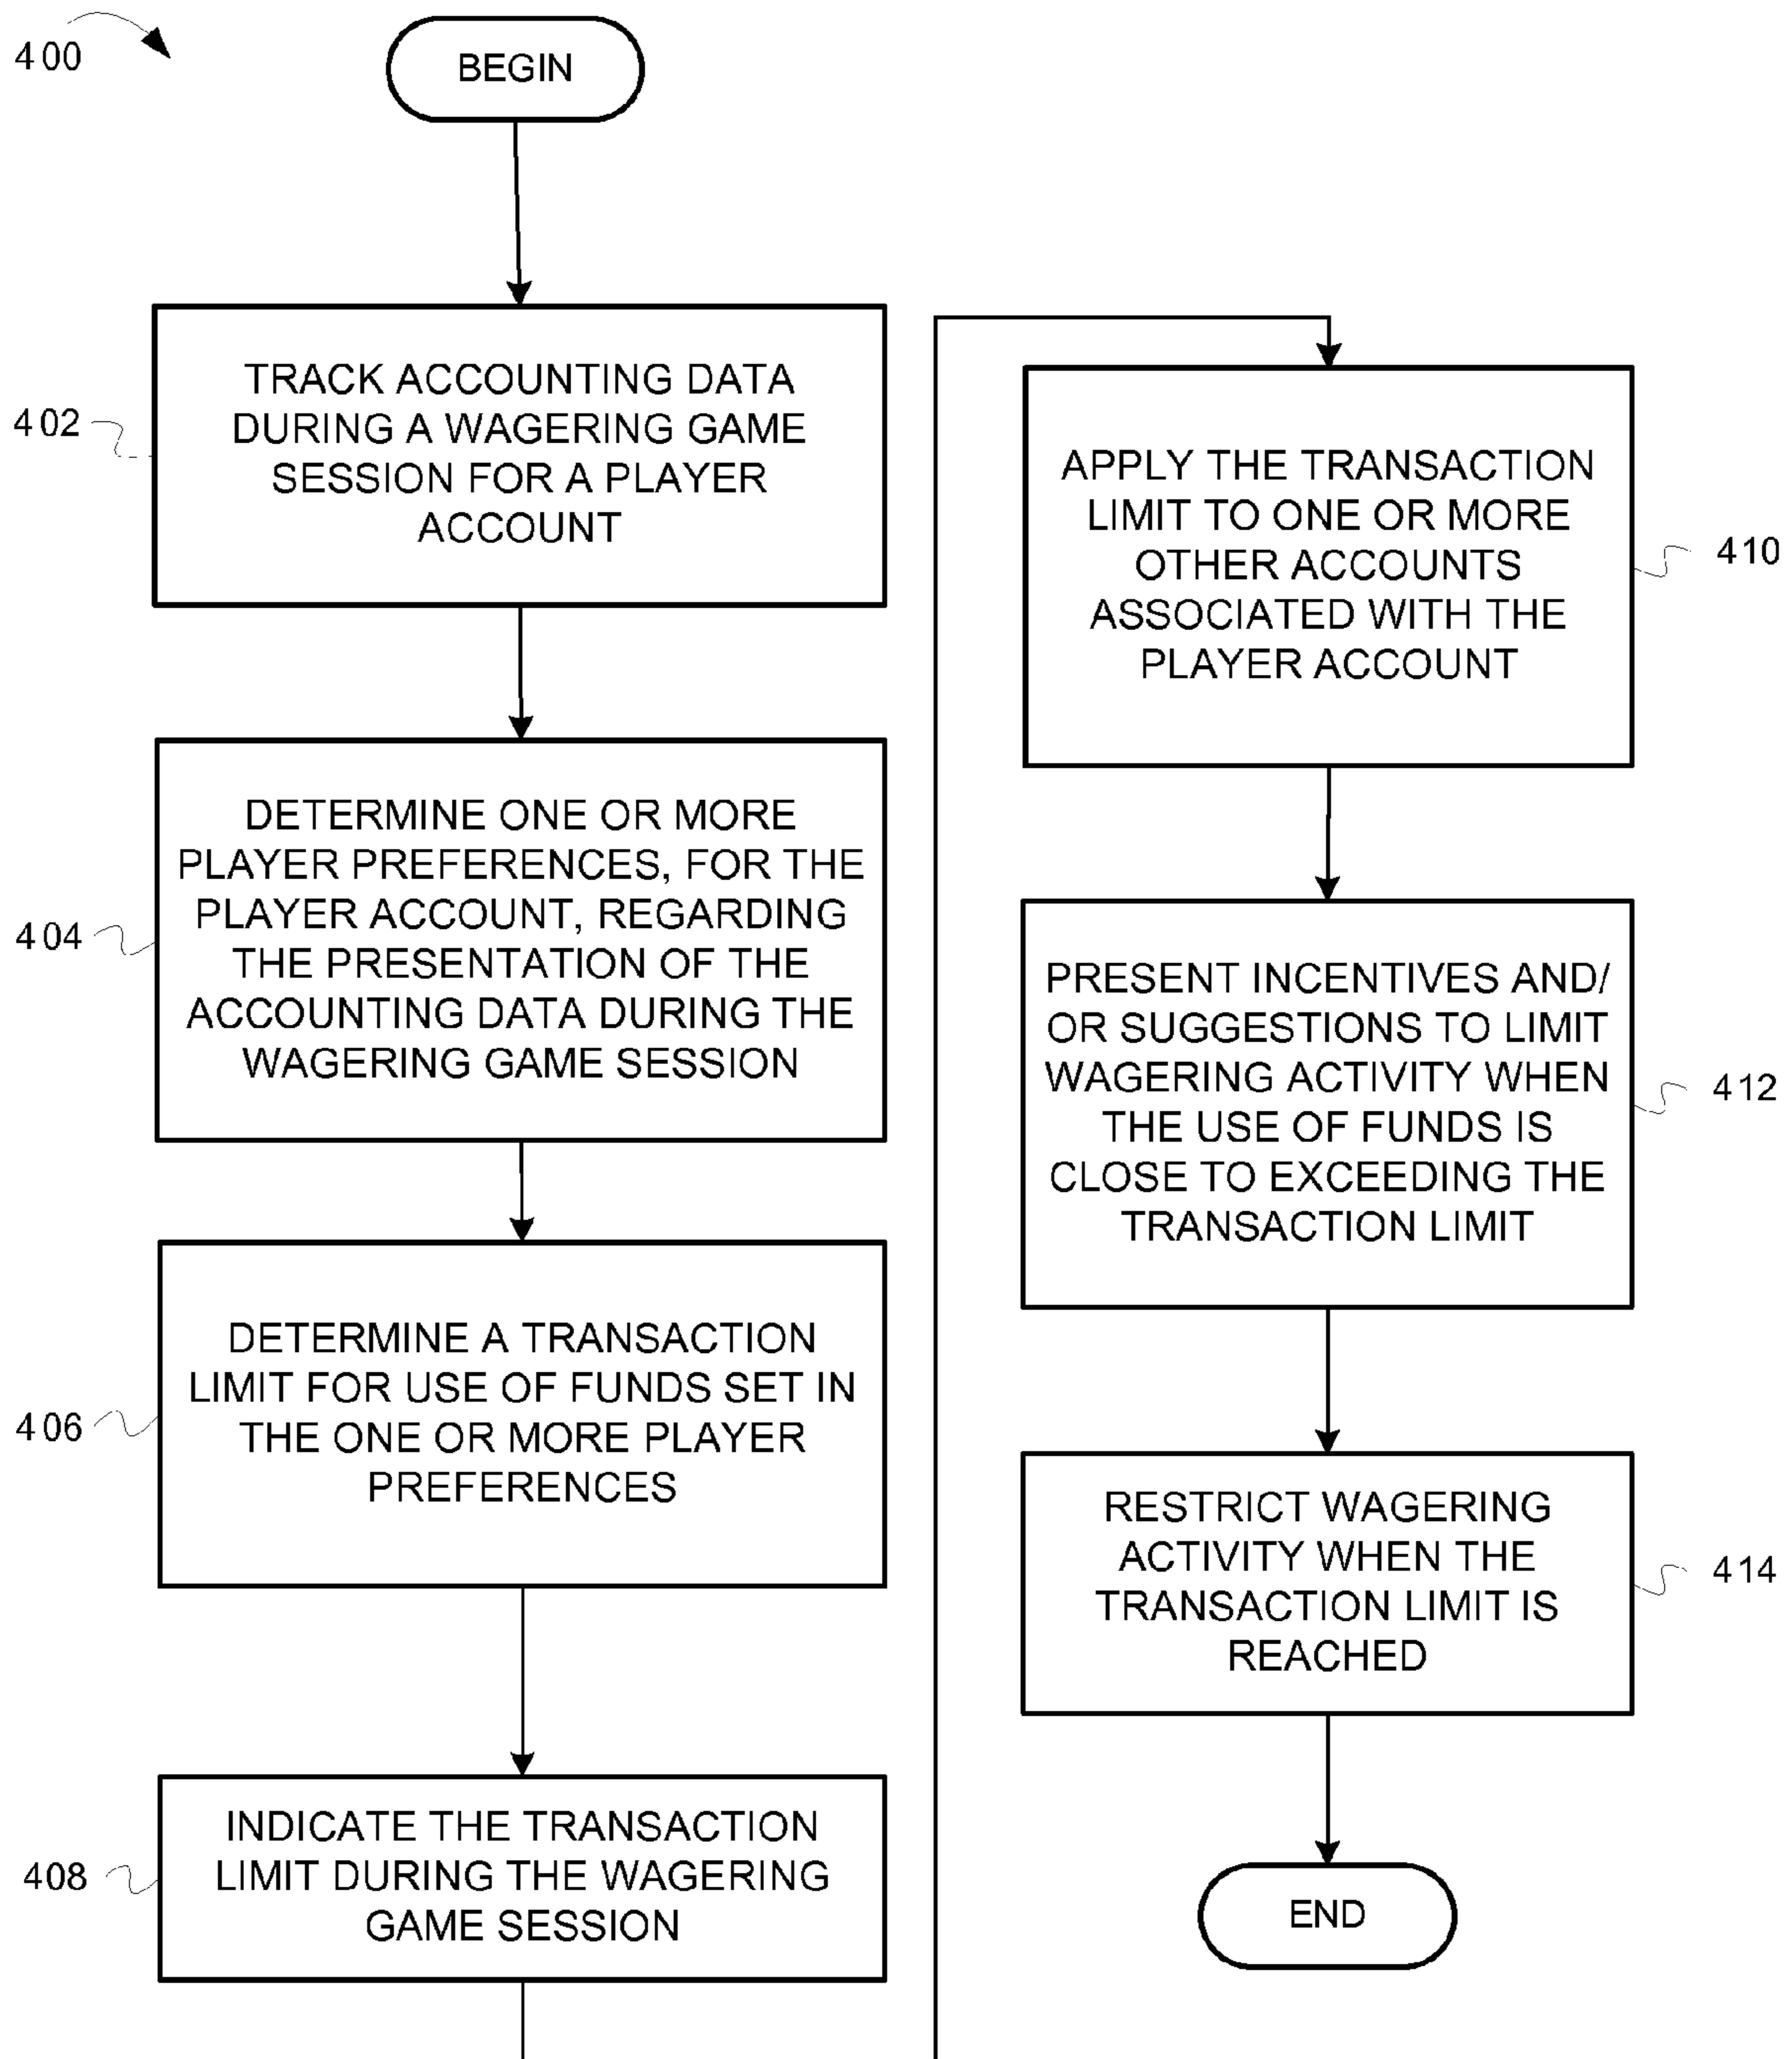 400
BEGIN
402
TRACK ACCOUNTING DATA
DURING A WAGERING GAME
SESSION FOR A PLAYER
ACCOUNT
404
DETERMINE ONE OR MORE
PLAYER PREFERENCES, FOR THE
PLAYER ACCOUNT, REGARDING
THE PRESENTATION OF THE
ACCOUNTING DATA DURING THE
WAGERING GAME SESSION
406
DETERMINE A TRANSACTION
LIMIT FOR USE OF FUNDS SET IN
THE ONE OR MORE PLAYER
PREFERENCES
408
INDICATE THE TRANSACTION
LIMIT DURING THE WAGERING
GAME SESSION
APPLY THE TRANSACTION
LIMIT TO ONE OR MORE
OTHER ACCOUNTS
ASSOCIATED WITH THE
PLAYER ACCOUNT
410
PRESENT INCENTIVES AND/
OR SUGGESTIONS TO LIMIT
WAGERING ACTIVITY WHEN
THE USE OF FUNDS IS
CLOSE TO EXCEEDING THE
TRANSACTION LIMIT
412
RESTRICT WAGERING
ACTIVITY WHEN THE
TRANSACTION LIMIT IS
REACHED
414
END